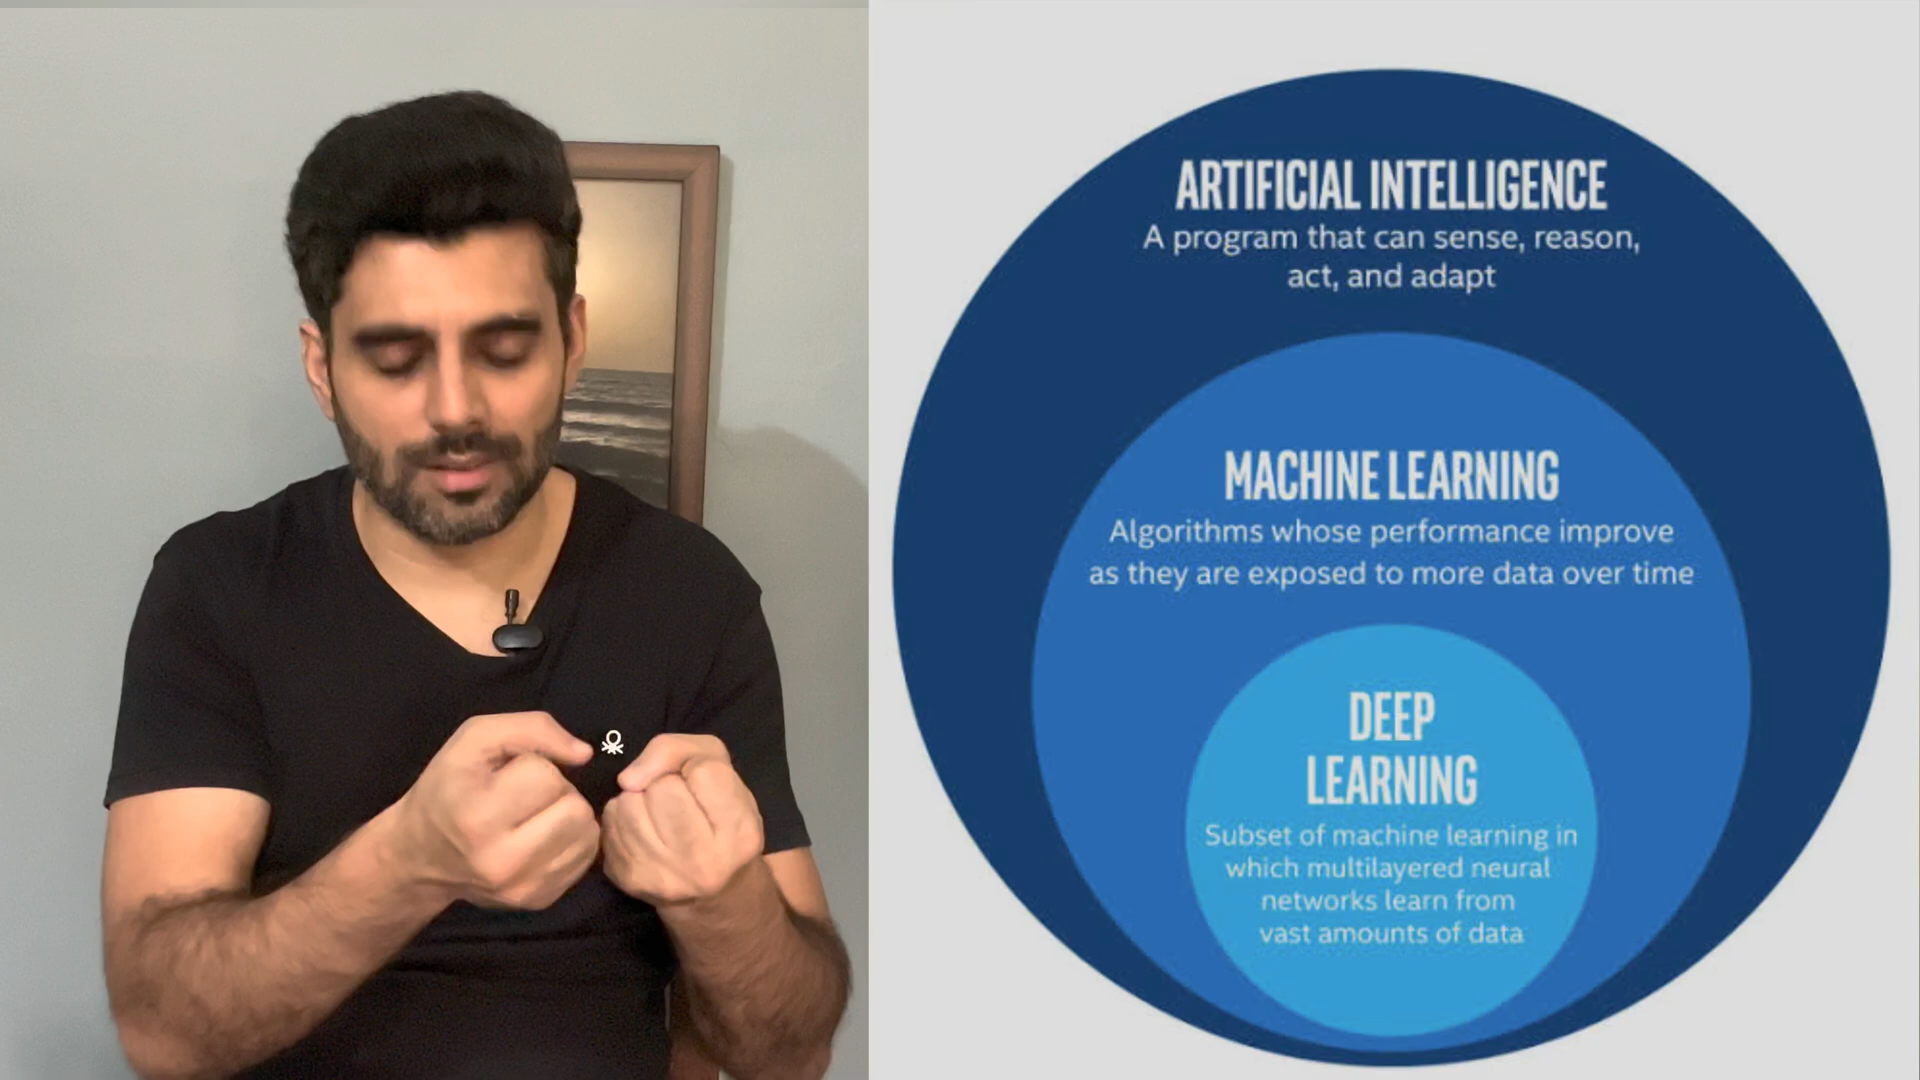 ARTIFICIAL INTELLIGENCE
A program that can sense, reason,
act, and adapt
MACHINE LEARNING
Algorithms whose performance improve
as they are exposed to more data over time
DEEP
LEARNING
Subset of machine learning in
which multilayered neural
networks learn from
vast amounts of data